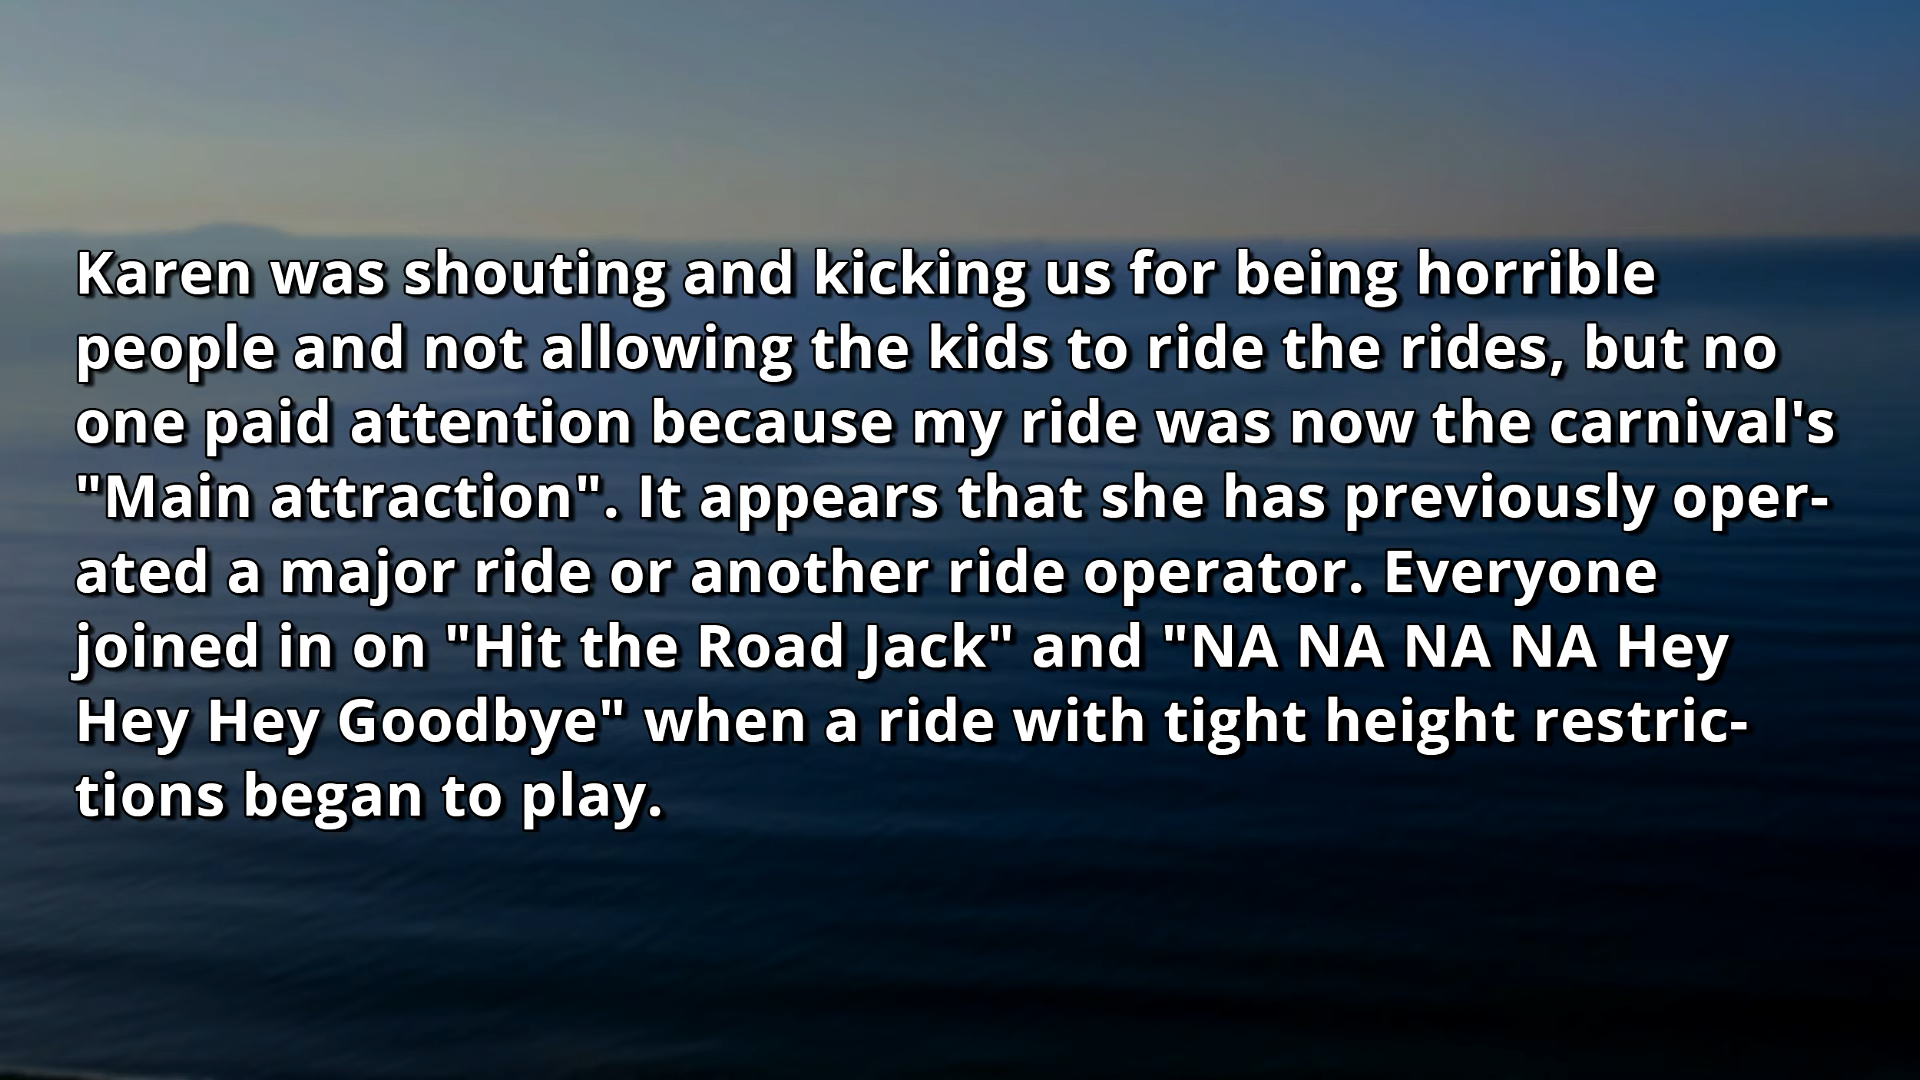 Karen was shouting and kicking us for being horrible
people and not allowing the kids to ride the rides, but no
one paid attention because my ride was now the carnival's
"Main attraction". It appears that she has previously oper-
ated a major ride or another ride operator. Everyone
joined in on "Hit the Road Jack" and "NA NA NA NA Hey
Hey Hey Goodbye" when a ride with tight height restric-
tions began to play.